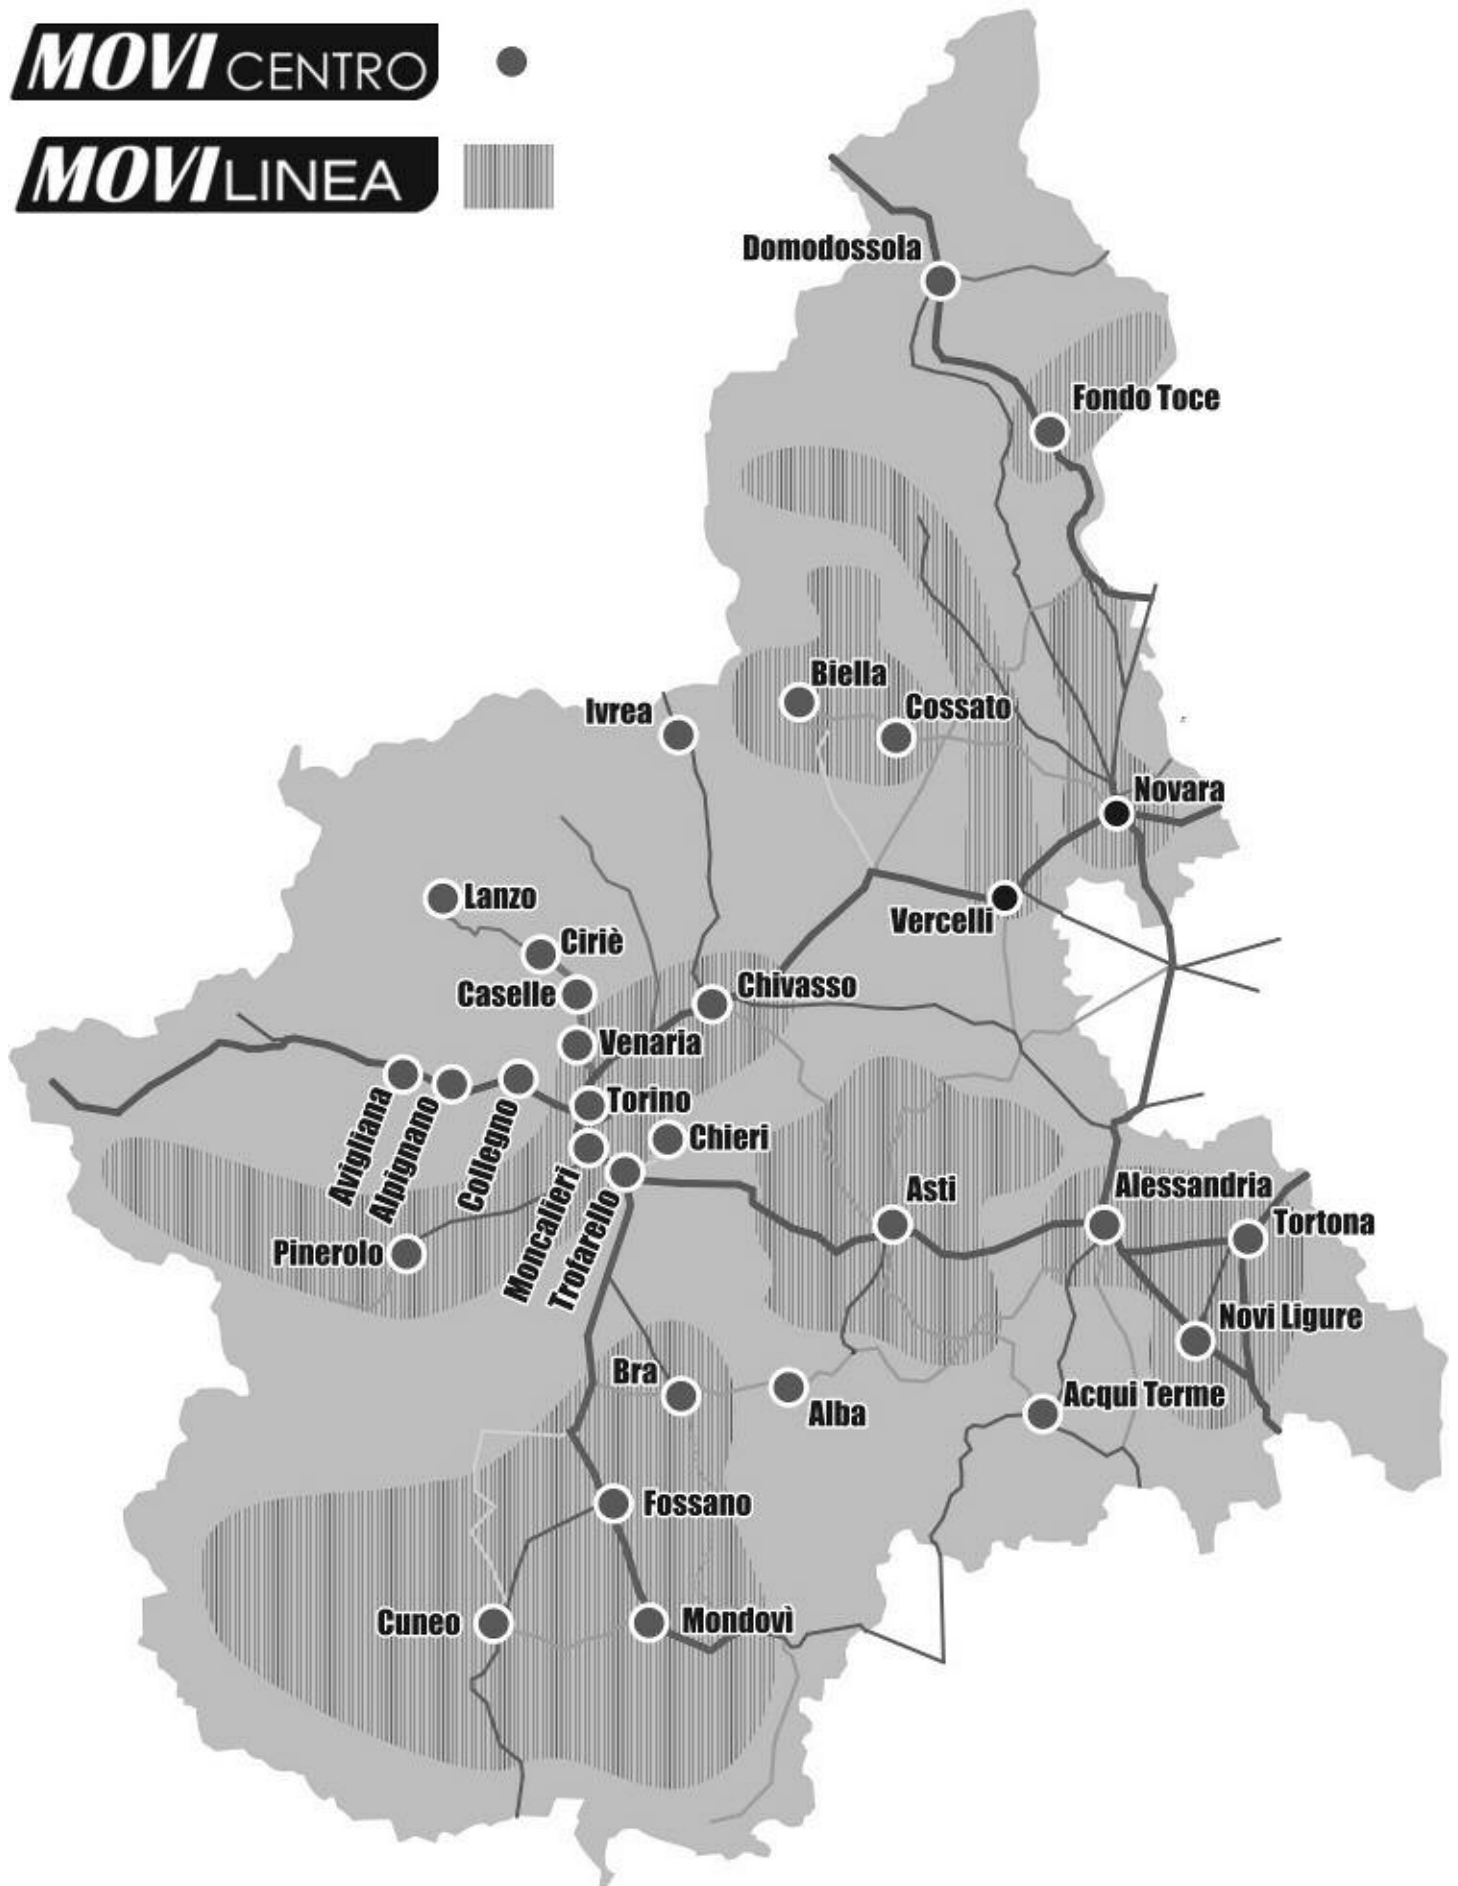 MOVI CENTRO
MOVI LINEA
Domodossola
Fondo Toce
Biella
Ivrea
Cossato
Novara
Lanzo
Vercelli
Ciriè
Caselle
Chivasso
Venaria
Torino
Avigliana
Alpignano
Collegno
Chieri
Moncalieri
Trofarello
Asti
Alessandria
Tortona
Pinerolo
Novi Ligure
Bra
Alba
Acqui Terme
Fossano
Cuneo
Mondovì